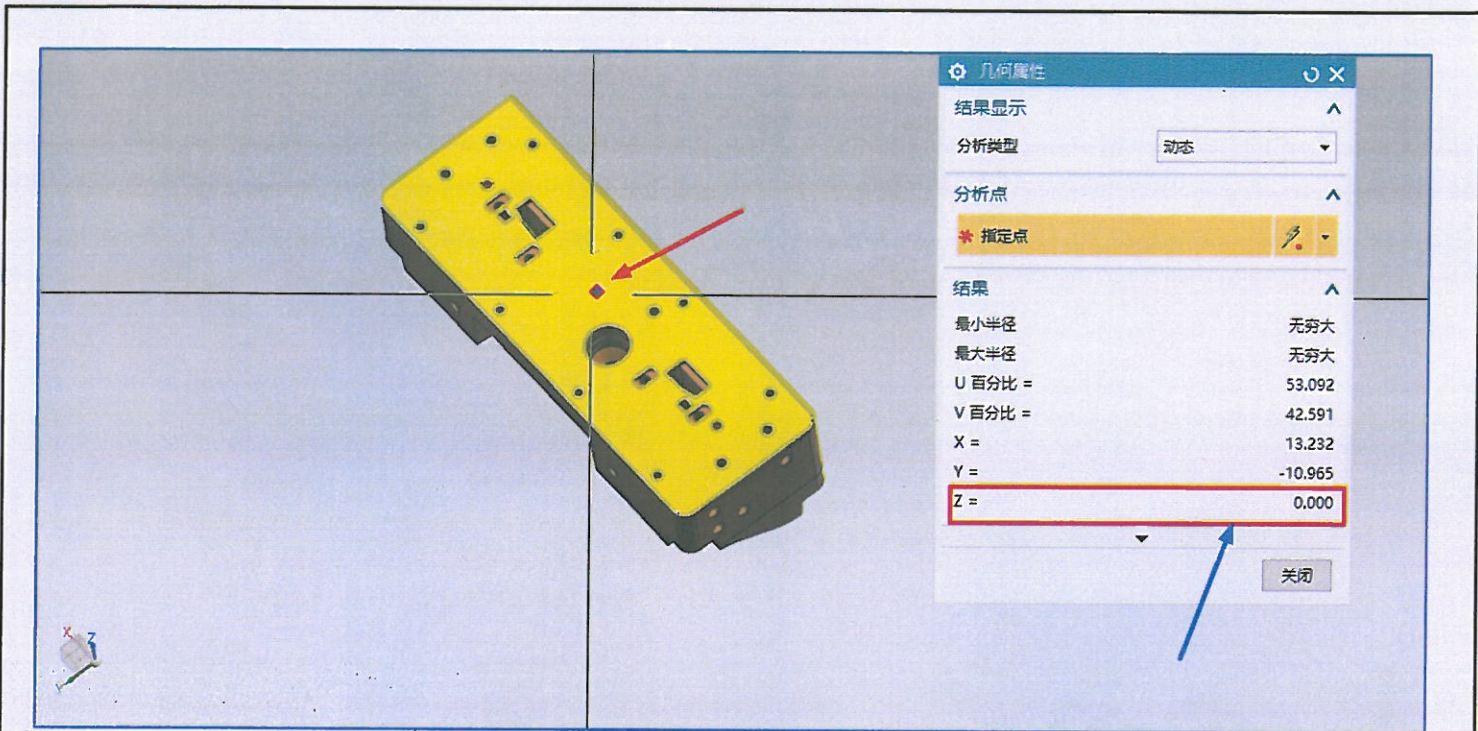 几何属性
结果显示
分析类型 动态
分析点
* 指定点
结果
最小半径 无穷大
最大半径 无穷大
U 百分比 = 53.092
V 百分比 = 42.591
X = 13.232
Y = -10.965
Z = 0.000
关闭
X
Z
Y